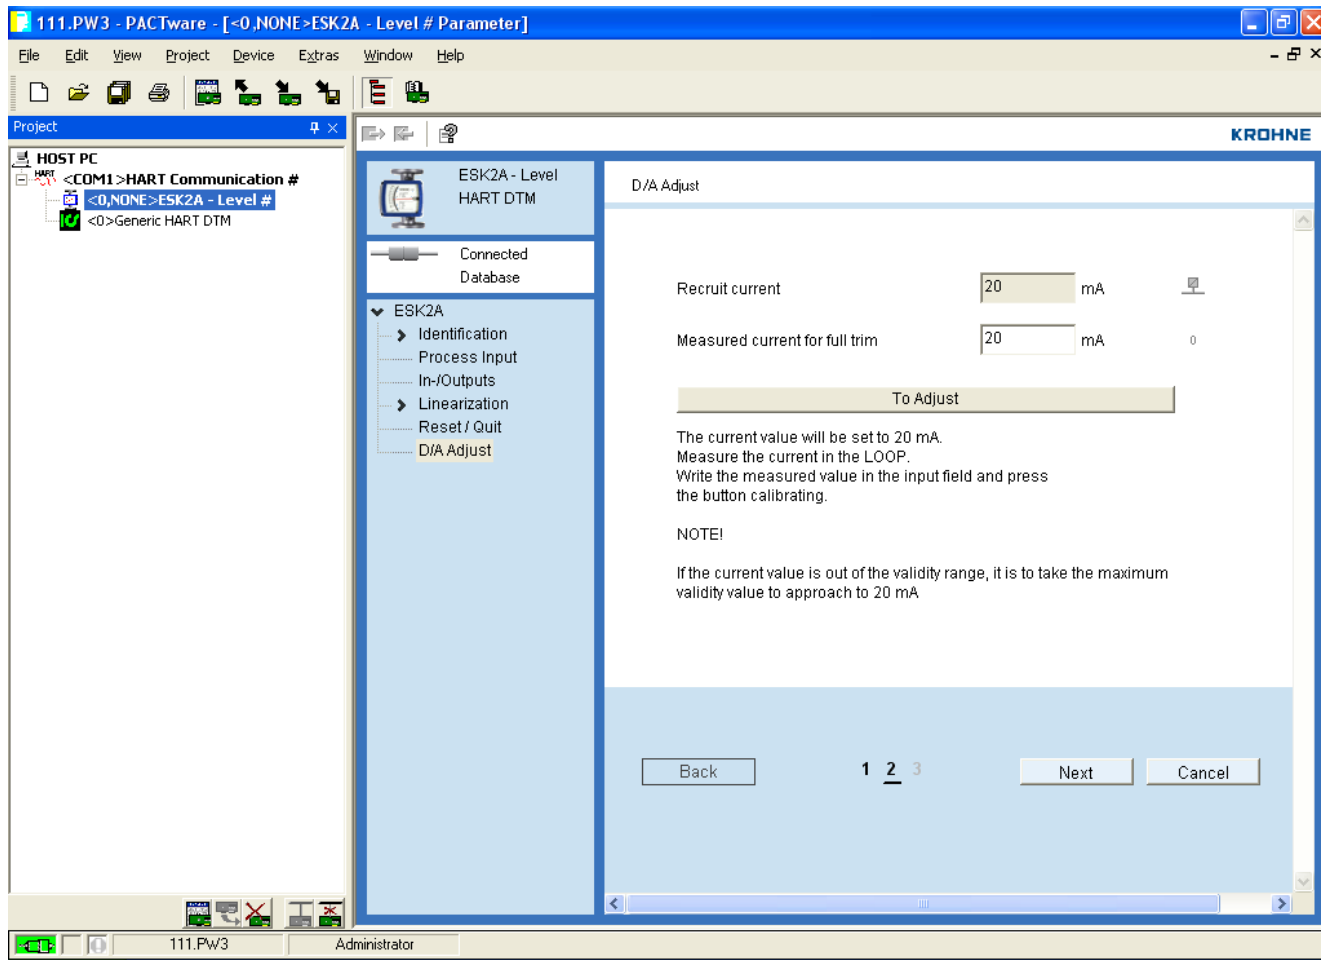 111.PW3 - PACTware - [<0,NONE>ESK2A - Level # Parameter]
File Edit View Project Device Extras Window Help
Project
KROHNE
HOST PC
HART <COM1>HART Communication #
<0,NONE>ESK2A - Level #
<0>Generic HART DTM
ESK2A - Level
HART DTM
Connected
Database
ESK2A
Identification
Process Input
In-/Outputs
Linearization
Reset / Quit
D/A Adjust
D/A Adjust
Recruit current 20 mA
Measured current for full trim 20 mA 0
To Adjust
The current value will be set to 20 mA.
Measure the current in the LOOP.
Write the measured value in the input field and press
the button calibrating.
NOTE!
If the current value is out of the validity range, it is to take the maximum
validity value to approach to 20 mA
Back 1 2 3 Next Cancel
111.PW3 Administrator